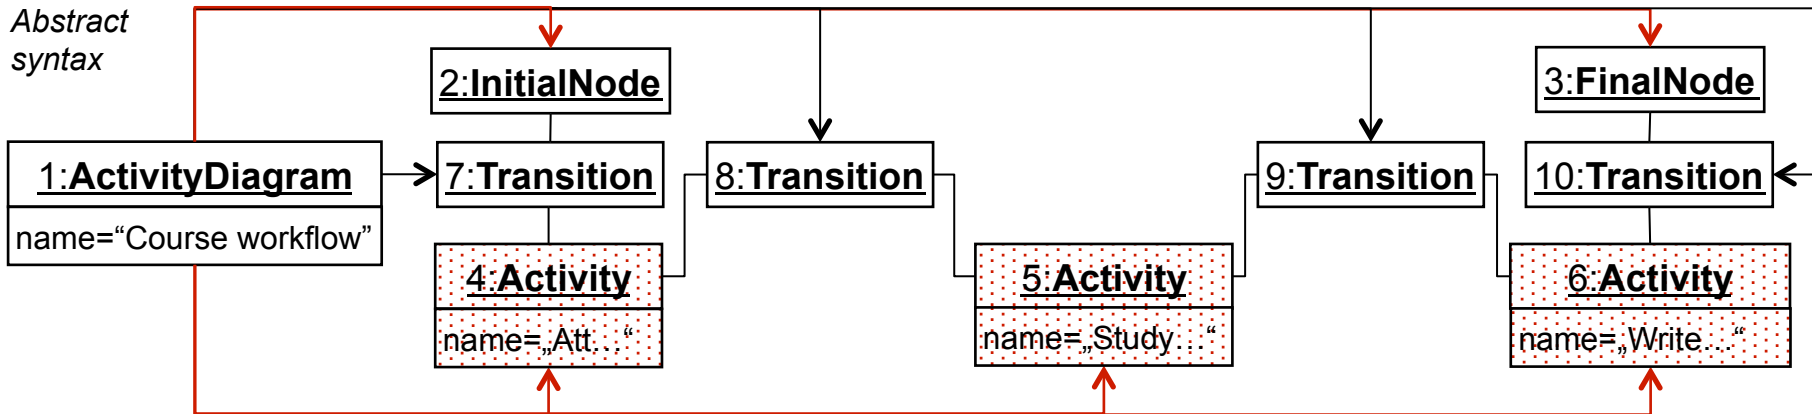 Abstract
syntax
2:InitialNode
3:FinalNode
1:ActivityDiagram
7:Transition
8:Transition
9:Transition
10:Transition
name=“Course workflow”
4:Activity
5:Activity
6:Activity
name=„Att…“
name=„Study…“
name=„Write…“